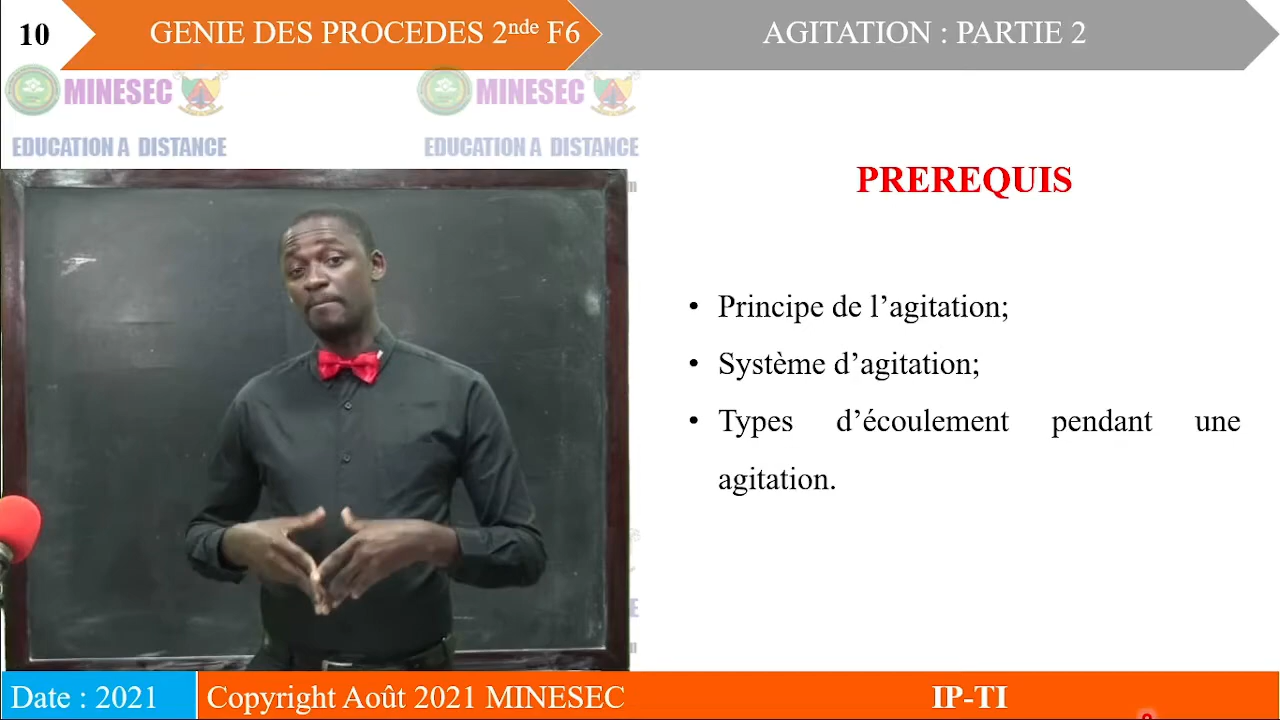 10
GENIE DES PROCEDES 2nde F6
AGITATION : PARTIE 2
MINESEC
MINESEC
EDUCATION A DISTANCE
EDUCATION A DISTANCE
PREREQUIS
• Principe de l’agitation;
• Système d’agitation;
• Types d’écoulement pendant une
agitation.
Date : 2021
Copyright Août 2021 MINESEC
IP-TI